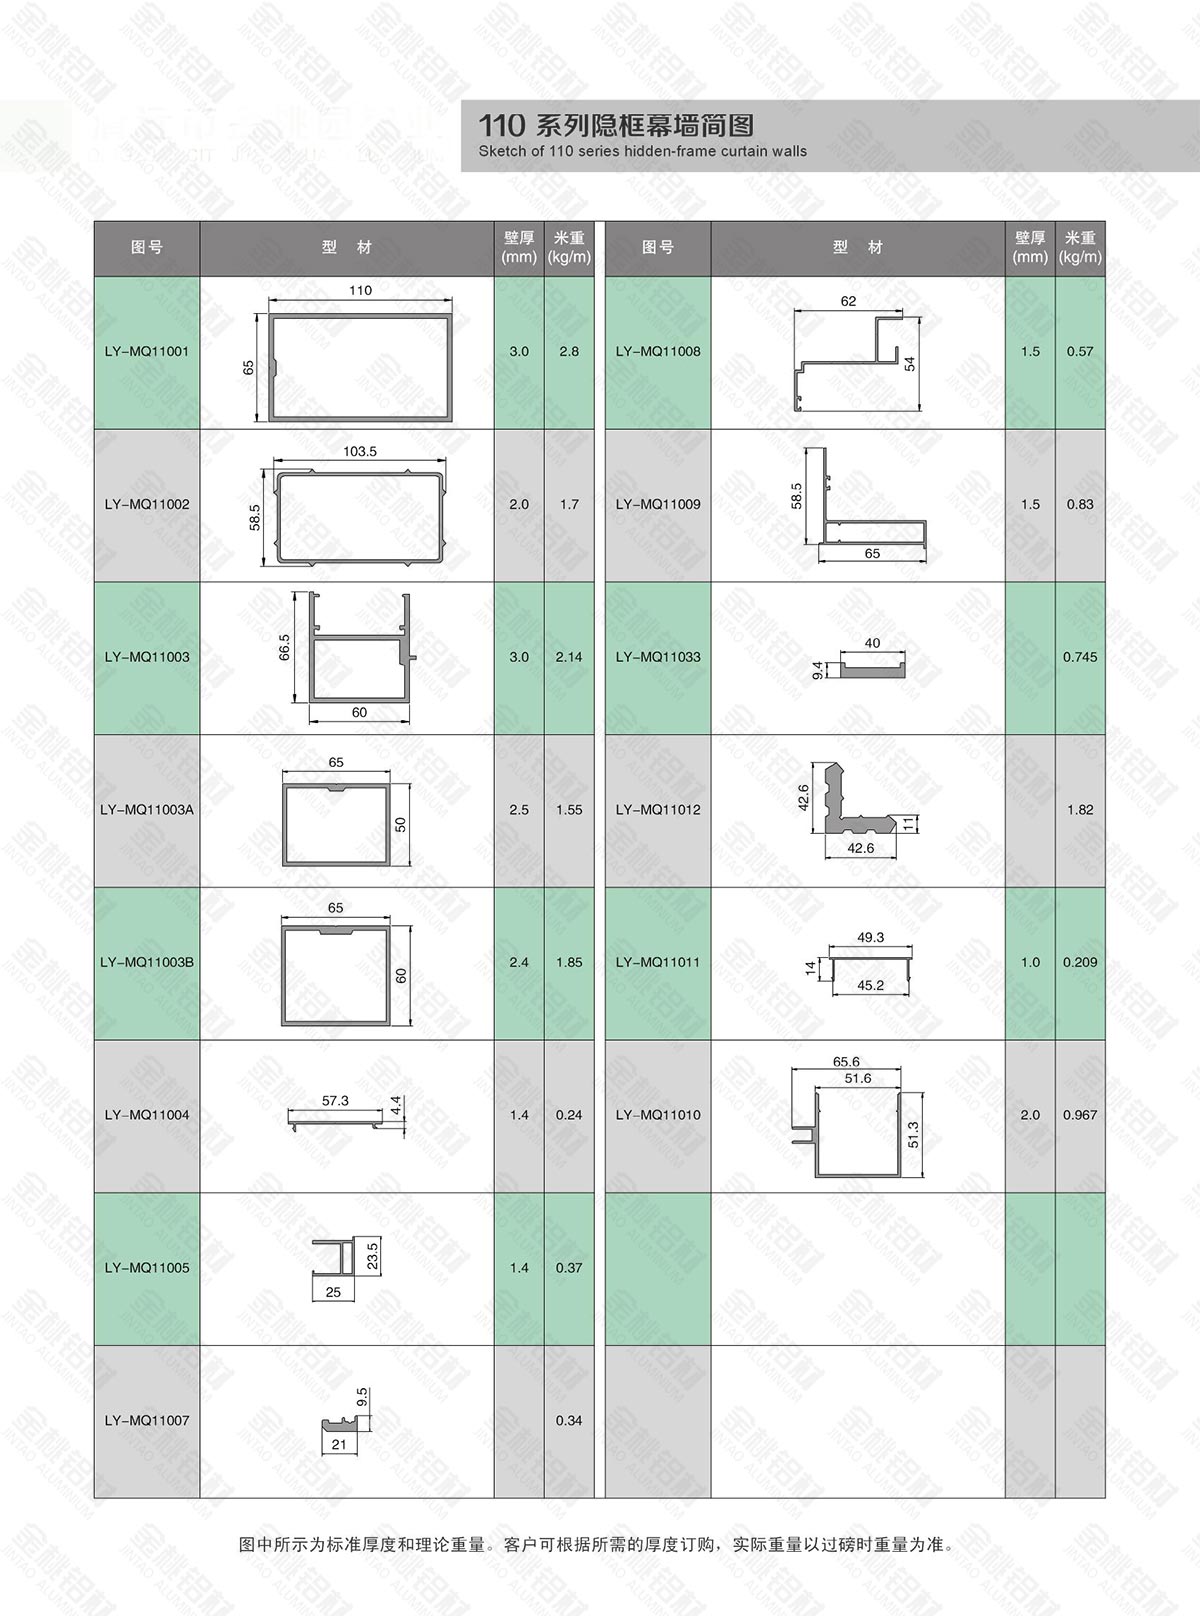 110 系列隐框幕墙简图
Sketch of 110 series hidden-frame curtain walls
图号 型 材 壁厚(mm) 米重(kg/m)
LY-MQ11001 110 65 3.0 2.8
LY-MQ11002 103.5 58.5 2.0 1.7
LY-MQ11003 66.5 60 3.0 2.14
LY-MQ11003A 65 50 2.5 1.55
LY-MQ11003B 65 60 2.4 1.85
LY-MQ11004 57.3 4.4 1.4 0.24
LY-MQ11005 23.5 25 1.4 0.37
LY-MQ11007 9.5 21 0.34
图号 型 材 壁厚(mm) 米重(kg/m)
LY-MQ11008 62 54 1.5 0.57
LY-MQ11009 58.5 65 1.5 0.83
LY-MQ11033 40 9.4 0.745
LY-MQ11012 42.6 11 42.6 1.82
LY-MQ11011 49.3 14 45.2 1.0 0.209
LY-MQ11010 65.6 51.6 51.3 2.0 0.967
图中所示为标准厚度和理论重量。客户可根据所需的厚度订购，实际重量以过磅时重量为准。
金桃铝材
JINTAO ALUMINIUM